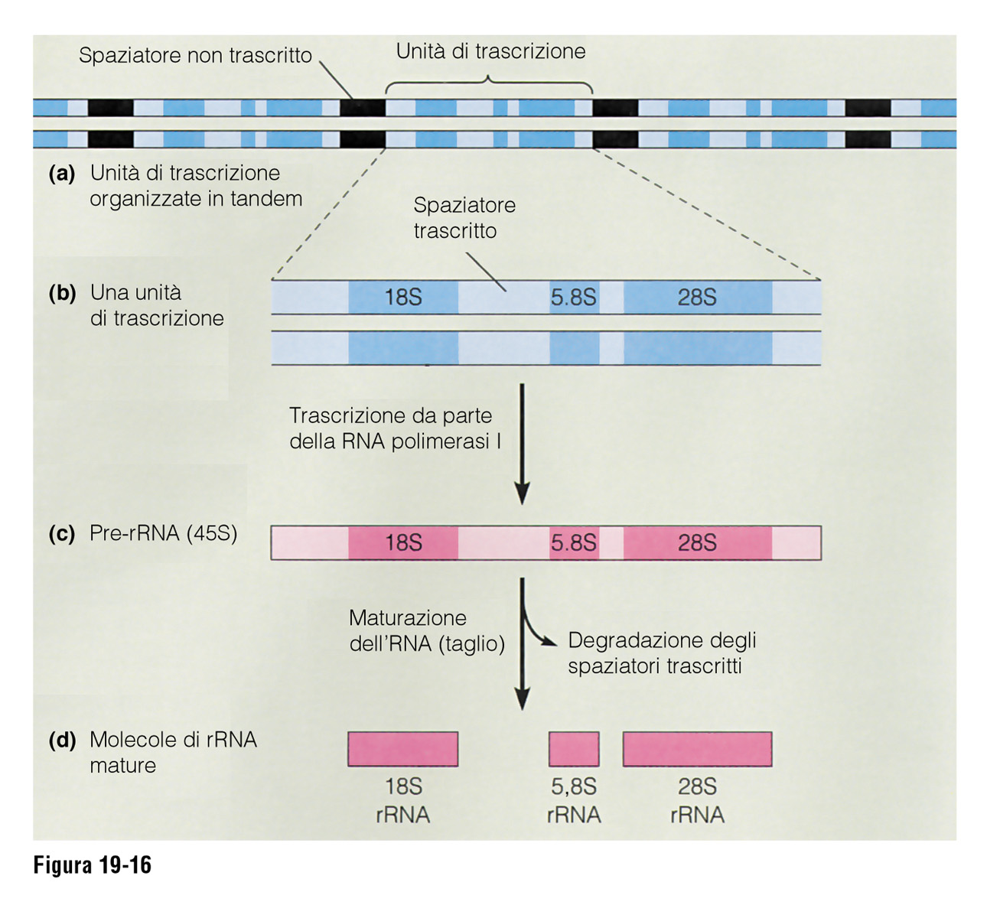 Spaziatore non trascritto
Unità di trascrizione
(a) Unità di trascrizione
organizzate in tandem
Spaziatore
trascritto
(b) Una unità
di trascrizione
18S 5.8S 28S
Trascrizione da parte
della RNA polimerasi I
(c) Pre-rRNA (45S)
18S 5.8S 28S
Maturazione
dell'RNA (taglio)
Degradazione degli
spaziatori trascritti
(d) Molecole di rRNA
mature
18S
rRNA
5,8S
rRNA
28S
rRNA
Figura 19-16